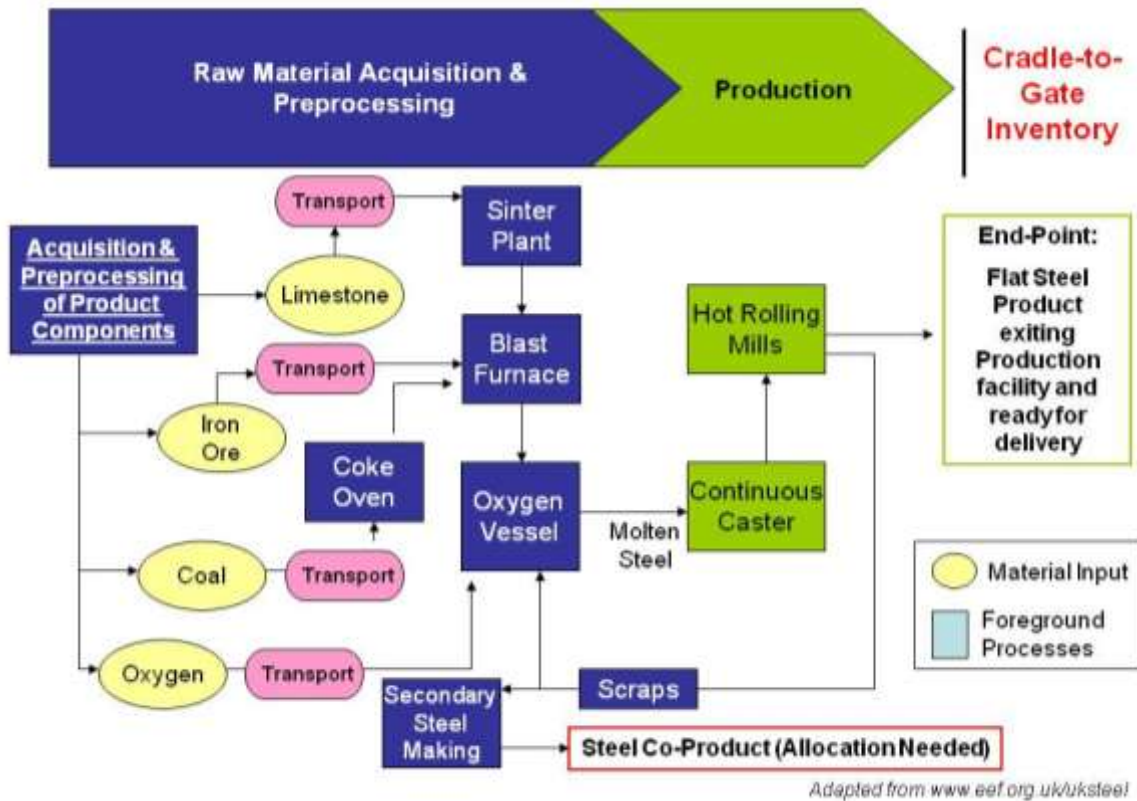 Raw Material Acquisition &
Preprocessing
Production
Cradle-to-
Gate
Inventory
Transport
Sinter
Plant
Acquisition &
Preprocessing
of Product
Components
Limestone
End-Point:
Flat Steel
Product
exiting
Production
facility and
ready for
delivery
Hot Rolling
Mills
Transport
Blast
Furnace
Iron
Ore
Coke
Oven
Oxygen
Vessel
Molten
Steel
Continuous
Caster
Coal
Transport
Material Input
Foreground
Processes
Oxygen
Transport
Secondary
Steel
Making
Scraps
Steel Co-Product (Allocation Needed)
Adapted from www.eef.org.uk/uksteel